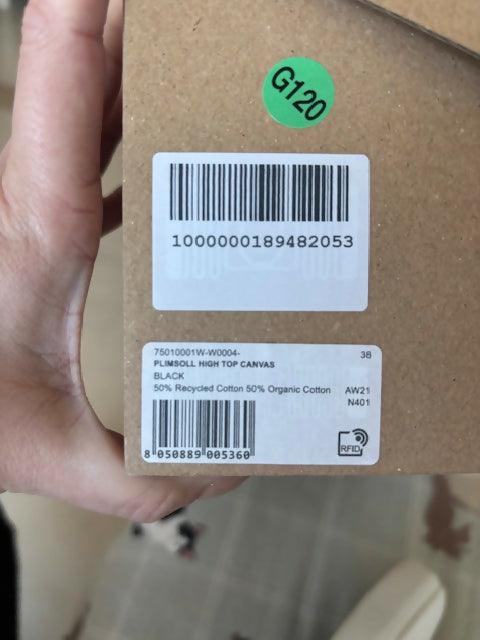 G120
1000000189482053
75010001W-W0004- 38
PLIMSOLL HIGH TOP CANVAS
BLACK
50% Recycled Cotton 50% Organic Cotton AW21
N401
8 050889 005360
RFID